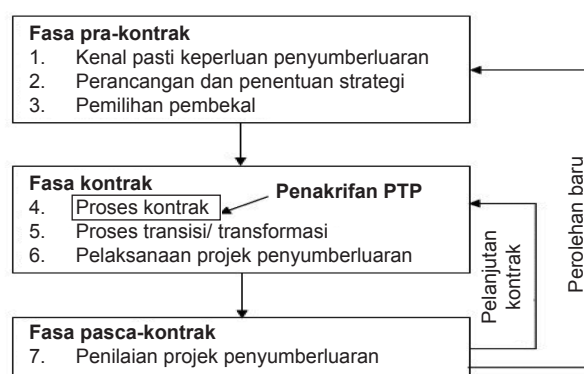 Fasa pra-kontrak
1. Kenal pasti keperluan penyumberluaran
2. Perancangan dan penentuan strategi
3. Pemilihan pembekal
Fasa kontrak
4. Proses kontrak
Penakrifan PTP
5. Proses transisi/ transformasi
6. Pelaksanaan projek penyumberluaran
Fasa pasca-kontrak
7. Penilaian projek penyumberluaran
Pelanjutan
kontrak
Perolehan baru